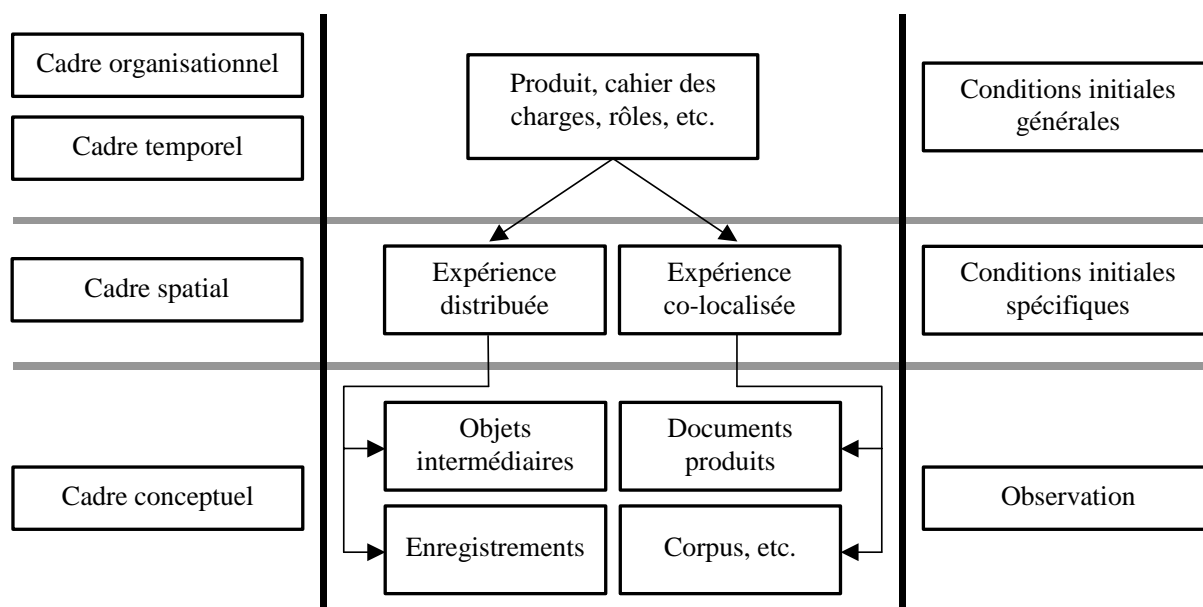 Cadre organisationnel
Cadre temporel
Produit, cahier des
charges, rôles, etc.
Conditions initiales
générales
Cadre spatial
Expérience
distribuée
Expérience
co-localisée
Conditions initiales
spécifiques
Cadre conceptuel
Objets
intermédiaires
Documents
produits
Enregistrements
Corpus, etc.
Observation